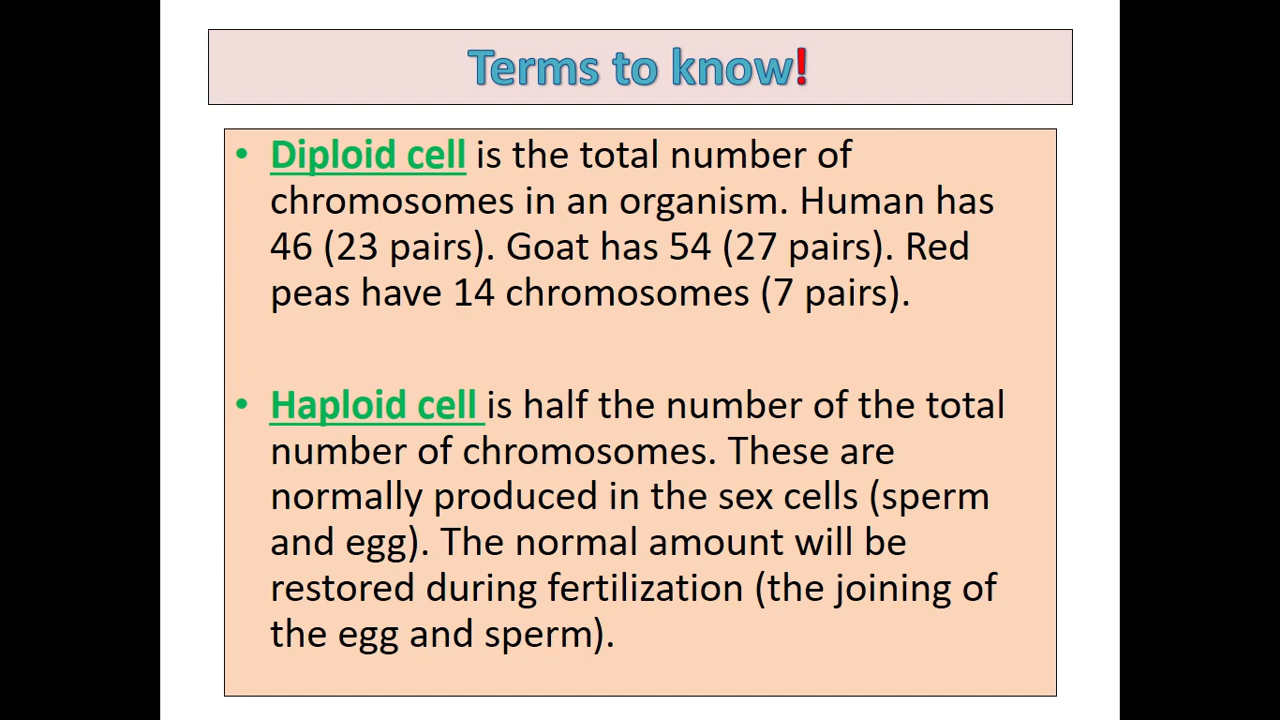 Terms to know!
• Diploid cell is the total number of
chromosomes in an organism. Human has
46 (23 pairs). Goat has 54 (27 pairs). Red
peas have 14 chromosomes (7 pairs).
• Haploid cell is half the number of the total
number of chromosomes. These are
normally produced in the sex cells (sperm
and egg). The normal amount will be
restored during fertilization (the joining of
the egg and sperm).